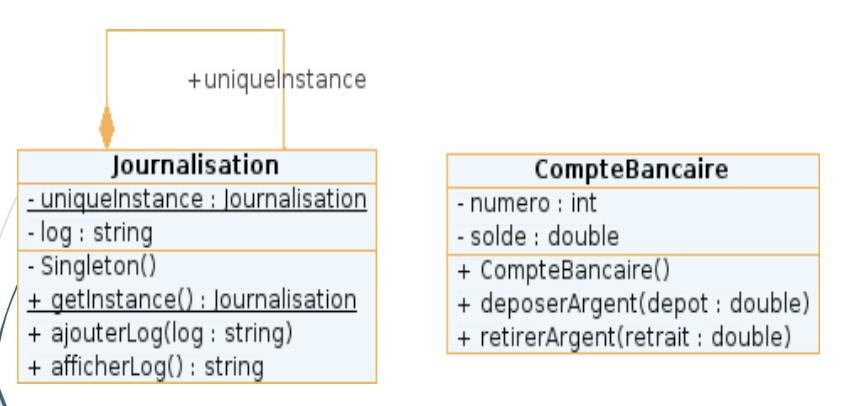 +uniqueInstance
Journalisation
- uniqueInstance : Journalisation
- log : string
- Singleton()
+ getInstance() : Journalisation
+ ajouterLog(log : string)
+ afficherLog() : string
CompteBancaire
- numero : int
- solde : double
+ CompteBancaire()
+ deposerArgent(depot : double)
+ retirerArgent(retrait : double)